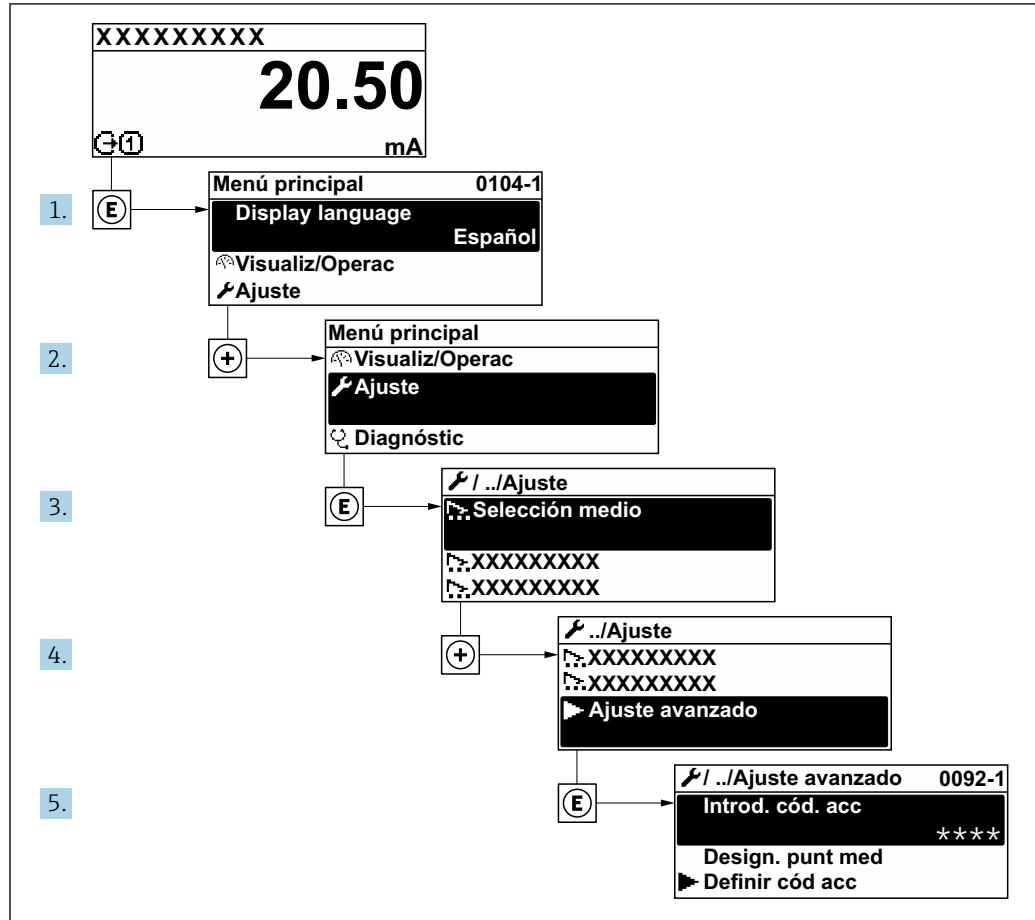 XXXXXXXXX
20.50
1 mA
1. E
Menú principal 0104-1
Display language
Español
Visualiz/Operac
Ajuste
2. +
Menú principal
Visualiz/Operac
Ajuste
Diagnóstic
3. E
/ ../Ajuste
Selección medio
XXXXXXXXX
XXXXXXXXX
4. +
../Ajuste
XXXXXXXXX
XXXXXXXXX
Ajuste avanzado
5. E
/ ../Ajuste avanzado 0092-1
Introd. cód. acc
****
Design. punt med
Definir cód acc